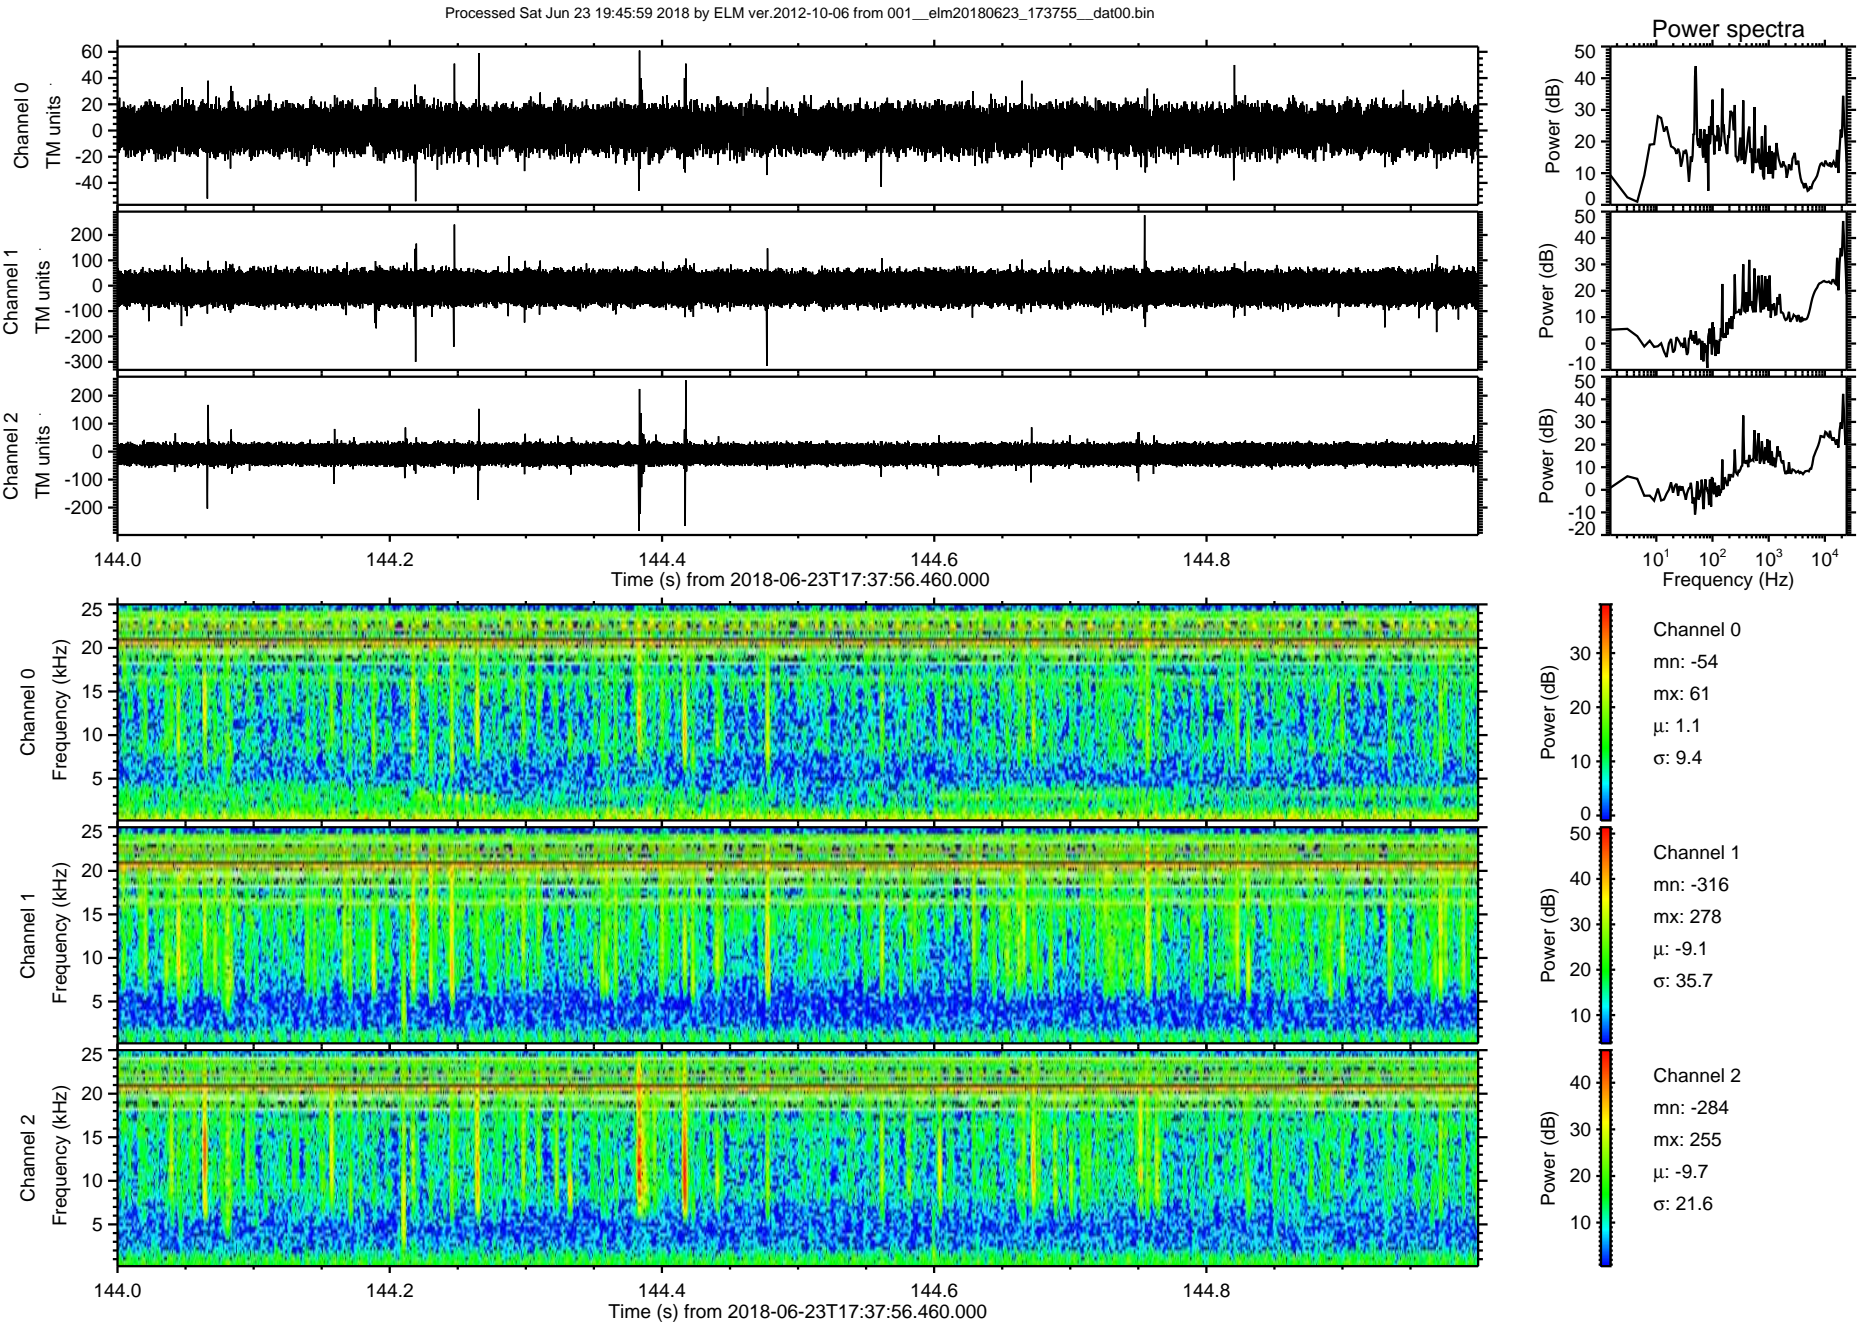 Processed Sat Jun 23 19:45:59 2018 by ELM ver.2012-10-06 from 001__elm20180623_173755__dat00.bin
Power spectra
Channel 0
TM units
60
40
20
0
-20
-40
Power (dB)
50
40
30
20
10
0
Channel 1
TM units
200
100
0
-100
-200
-300
Power (dB)
50
40
30
20
10
0
-10
Channel 2
TM units
200
100
0
-100
-200
Power (dB)
50
40
30
20
10
0
-10
-20
144.0 144.2 144.4 144.6 144.8
Time (s) from 2018-06-23T17:37:56.460.000
10^1 10^2 10^3 10^4
Frequency (Hz)
Channel 0
Frequency (kHz)
25
20
15
10
5
Power (dB)
30
20
10
0
Channel 0
mn: -54
mx: 61
μ: 1.1
σ: 9.4
Channel 1
Frequency (kHz)
25
20
15
10
5
Power (dB)
50
40
30
20
10
Channel 1
mn: -316
mx: 278
μ: -9.1
σ: 35.7
Channel 2
Frequency (kHz)
25
20
15
10
5
Power (dB)
40
30
20
10
Channel 2
mn: -284
mx: 255
μ: -9.7
σ: 21.6
144.0 144.2 144.4 144.6 144.8
Time (s) from 2018-06-23T17:37:56.460.000